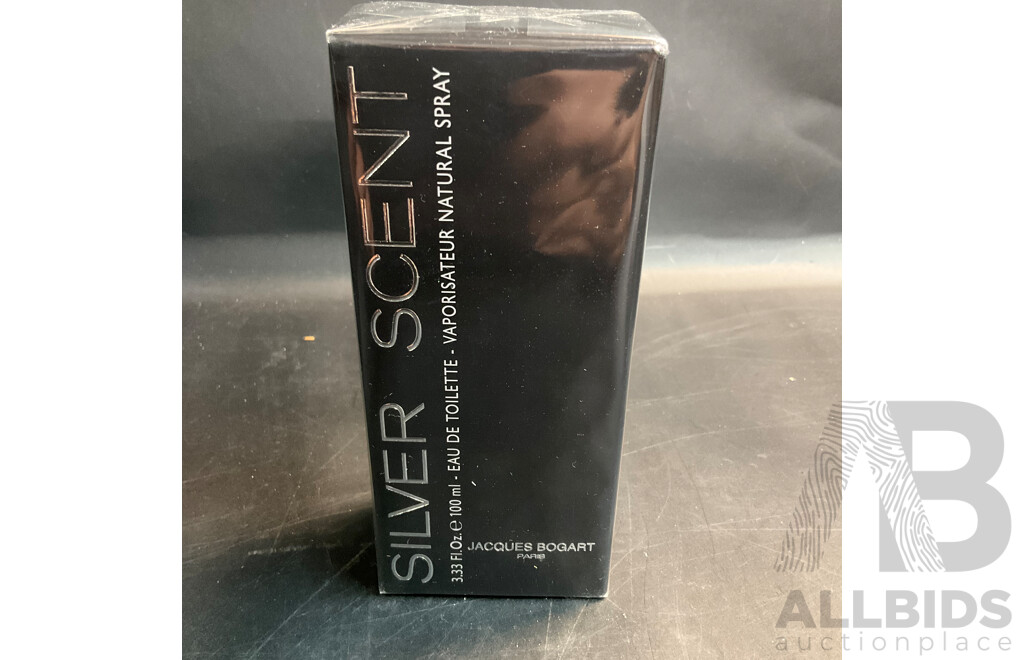 SILVER SCENT
3.33 Fl.Oz. ℮ 100 ml - EAU DE TOILETTE - VAPORISATEUR NATURAL SPRAY
JACQUES BOGART
PARIS
AB
ALLBIDS
auctionplace